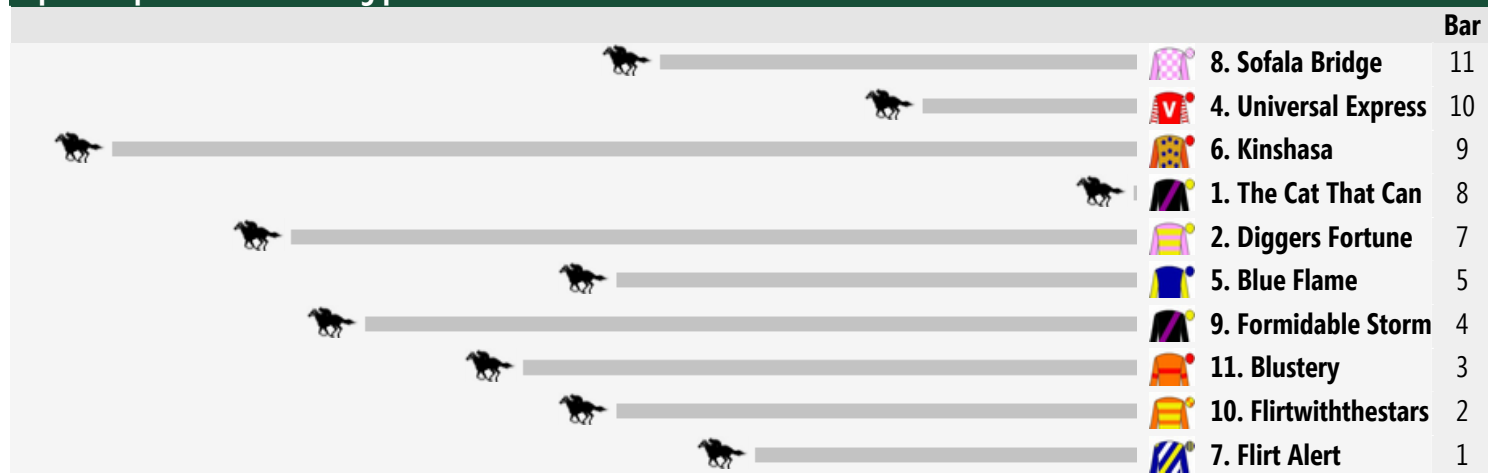 Bar
8. Sofala Bridge 11
4. Universal Express 10
V
6. Kinshasa 9
1. The Cat That Can 8
2. Diggers Fortune 7
5. Blue Flame 5
9. Formidable Storm 4
11. Blustery 3
10. Flirtwiththestars 2
7. Flirt Alert 1